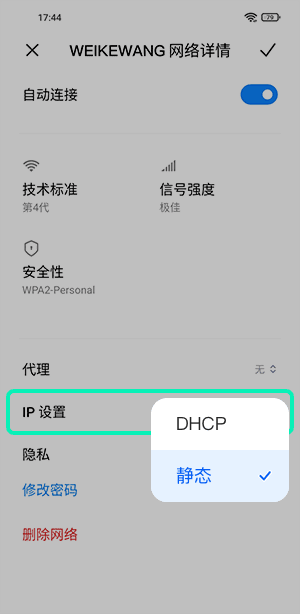 17:44
79
WEIKEWANG 网络详情
自动连接
技术标准
第4代
信号强度
极佳
安全性
WPA2-Personal
代理
无
IP 设置
DHCP
静态
隐私
修改密码
删除网络